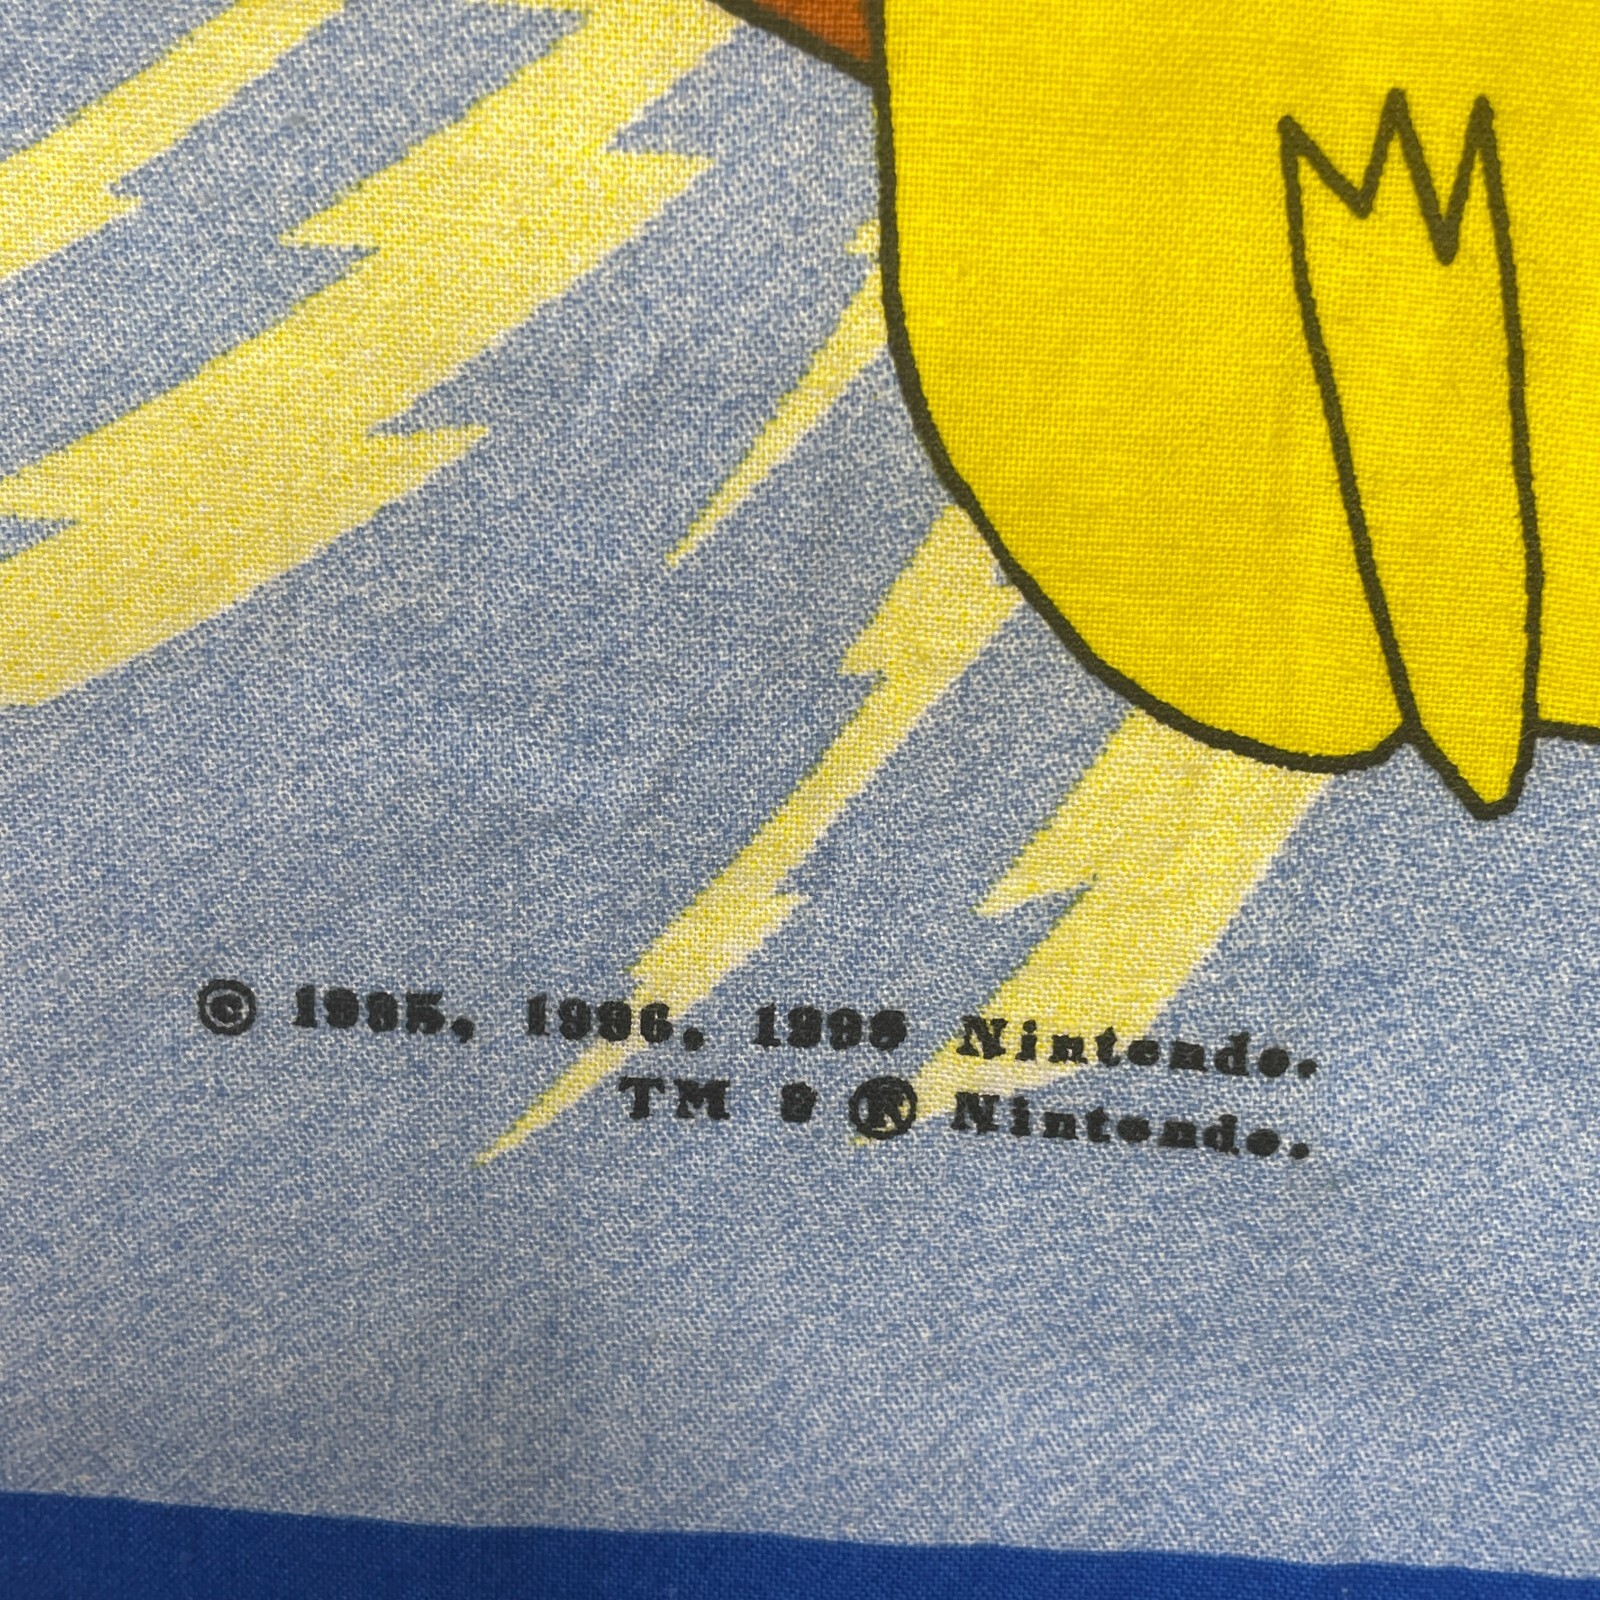 © 1995, 1996, 1998 Nintendo.
TM & ® Nintendo.